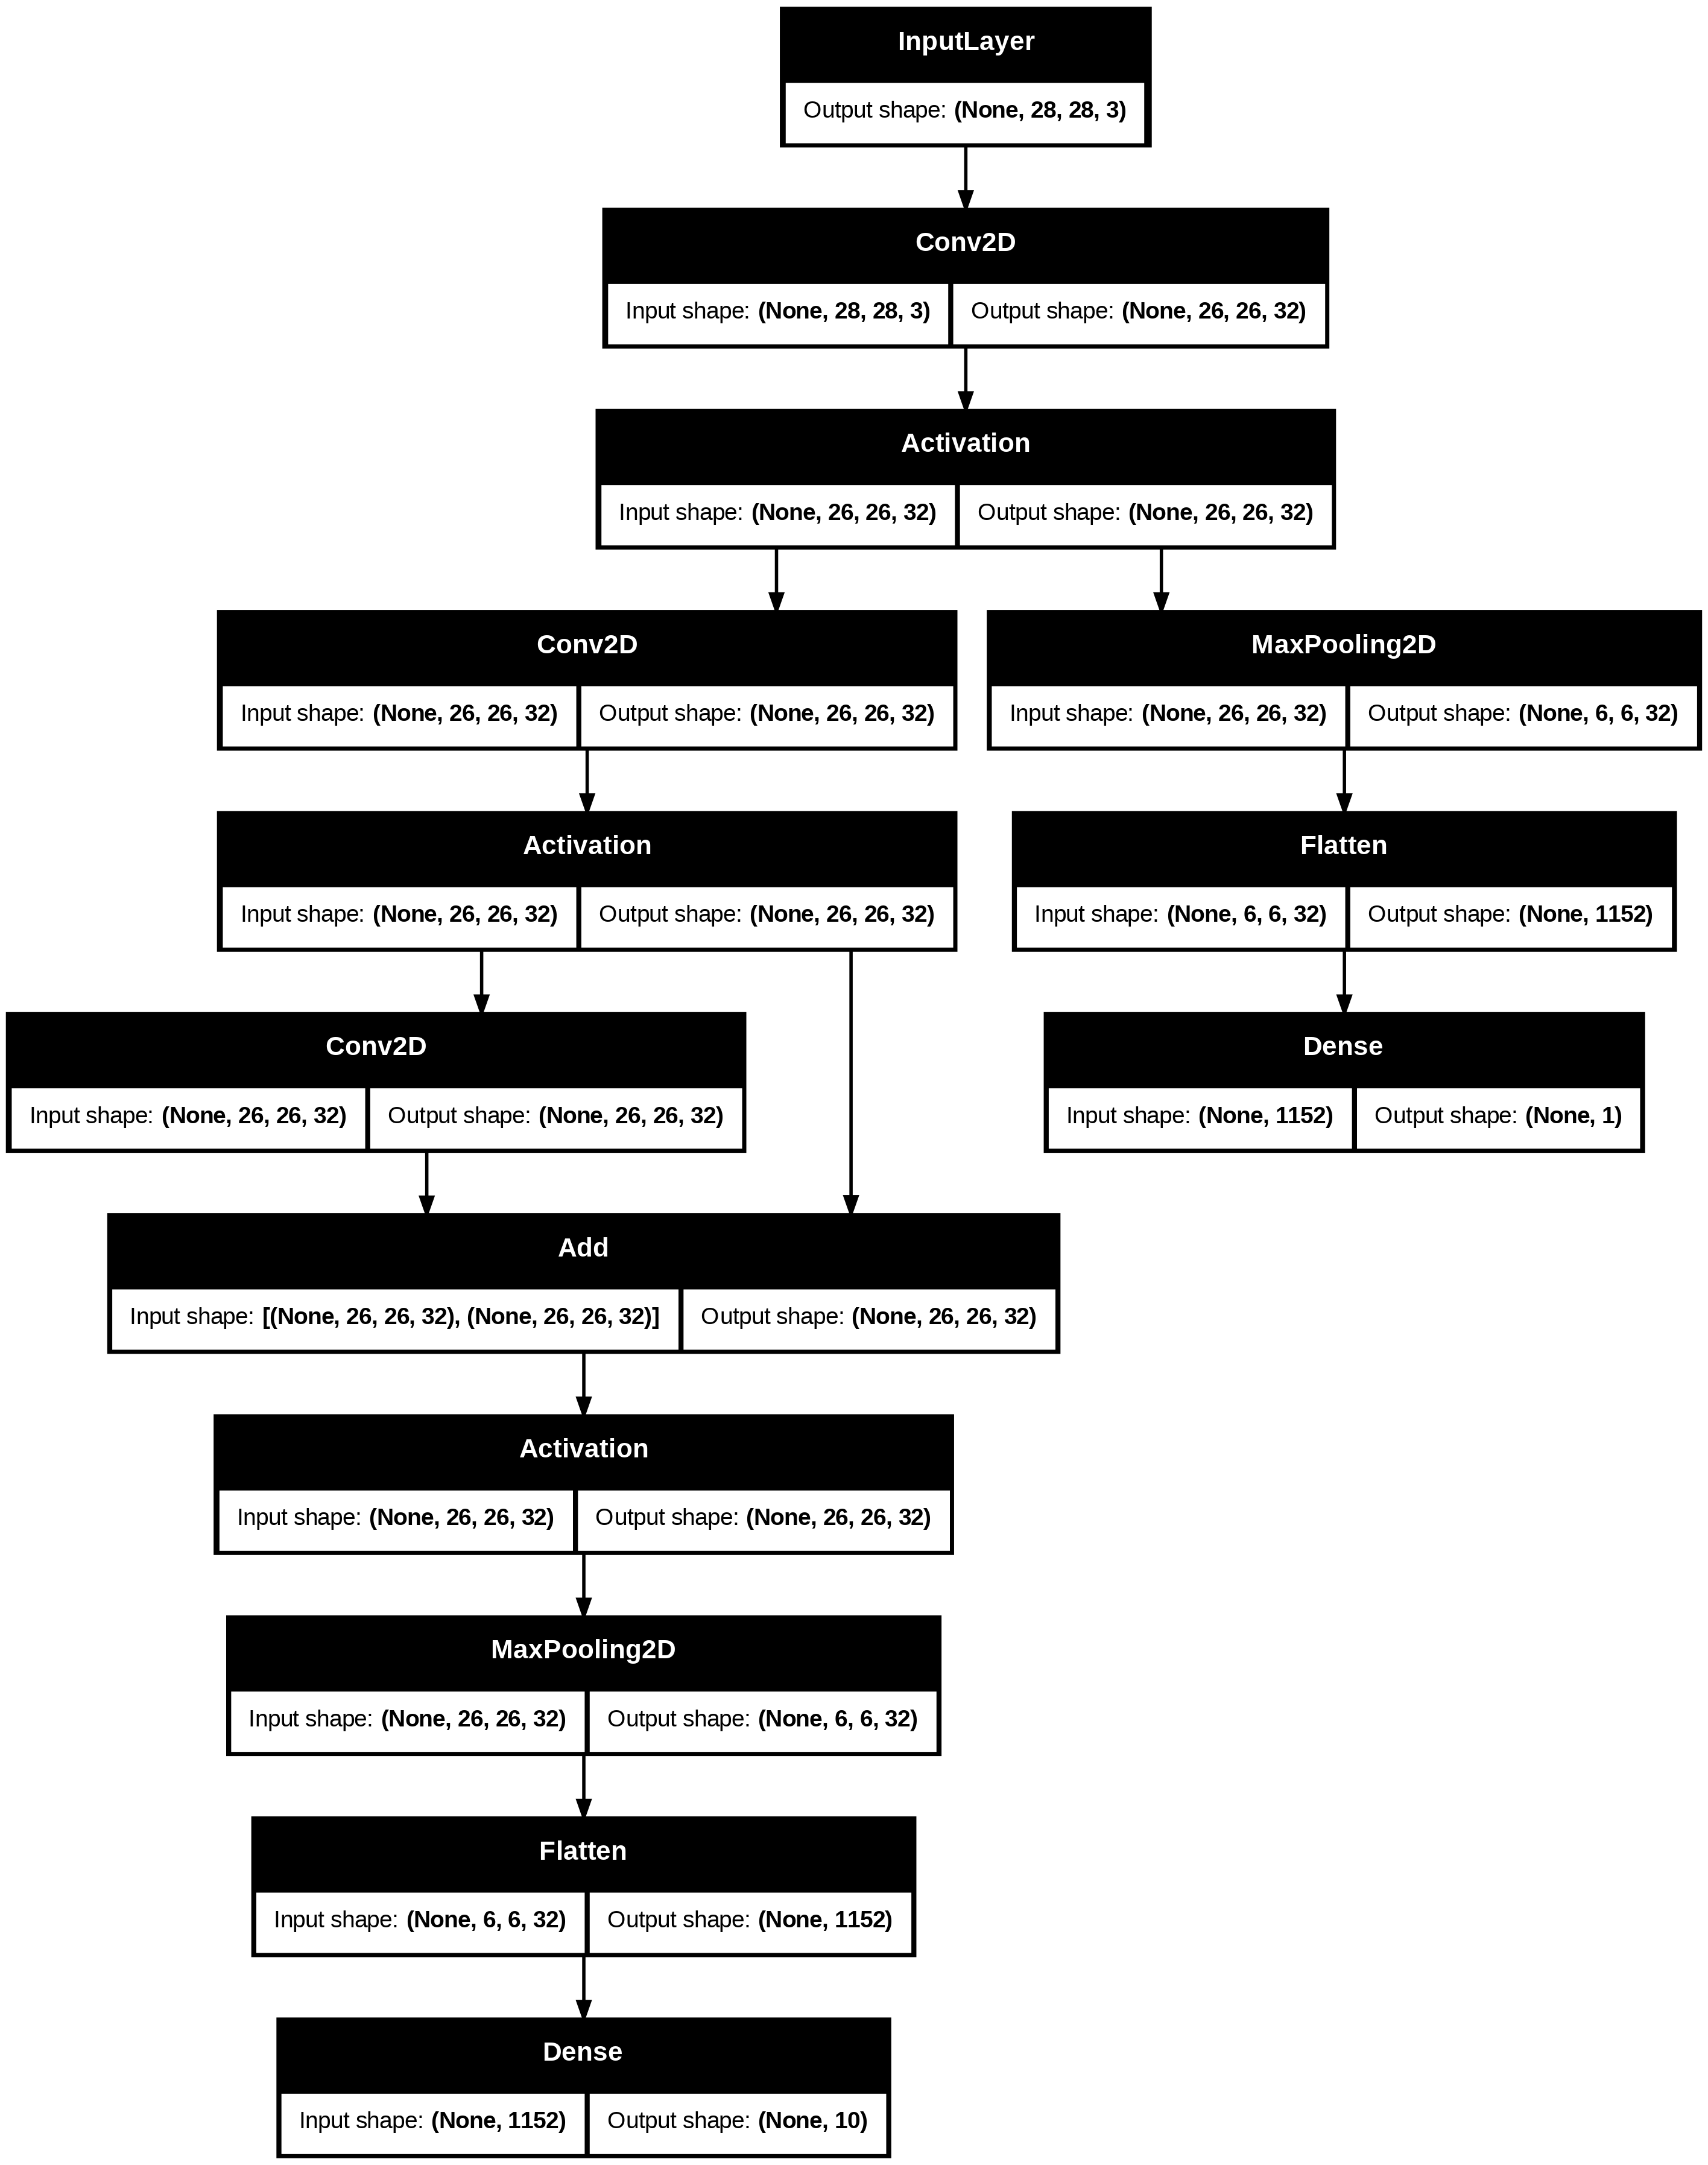 InputLayer
Output shape: (None, 28, 28, 3)
Conv2D
Input shape: (None, 28, 28, 3) Output shape: (None, 26, 26, 32)
Activation
Input shape: (None, 26, 26, 32) Output shape: (None, 26, 26, 32)
Conv2D
Input shape: (None, 26, 26, 32) Output shape: (None, 26, 26, 32)
MaxPooling2D
Input shape: (None, 26, 26, 32) Output shape: (None, 6, 6, 32)
Activation
Input shape: (None, 26, 26, 32) Output shape: (None, 26, 26, 32)
Flatten
Input shape: (None, 6, 6, 32) Output shape: (None, 1152)
Conv2D
Input shape: (None, 26, 26, 32) Output shape: (None, 26, 26, 32)
Dense
Input shape: (None, 1152) Output shape: (None, 1)
Add
Input shape: [(None, 26, 26, 32), (None, 26, 26, 32)] Output shape: (None, 26, 26, 32)
Activation
Input shape: (None, 26, 26, 32) Output shape: (None, 26, 26, 32)
MaxPooling2D
Input shape: (None, 26, 26, 32) Output shape: (None, 6, 6, 32)
Flatten
Input shape: (None, 6, 6, 32) Output shape: (None, 1152)
Dense
Input shape: (None, 1152) Output shape: (None, 10)